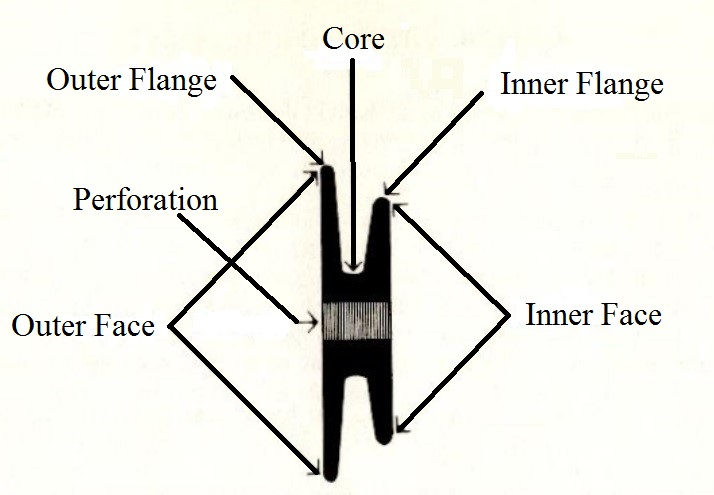 Core
Outer Flange
Inner Flange
Perforation
Outer Face
Inner Face